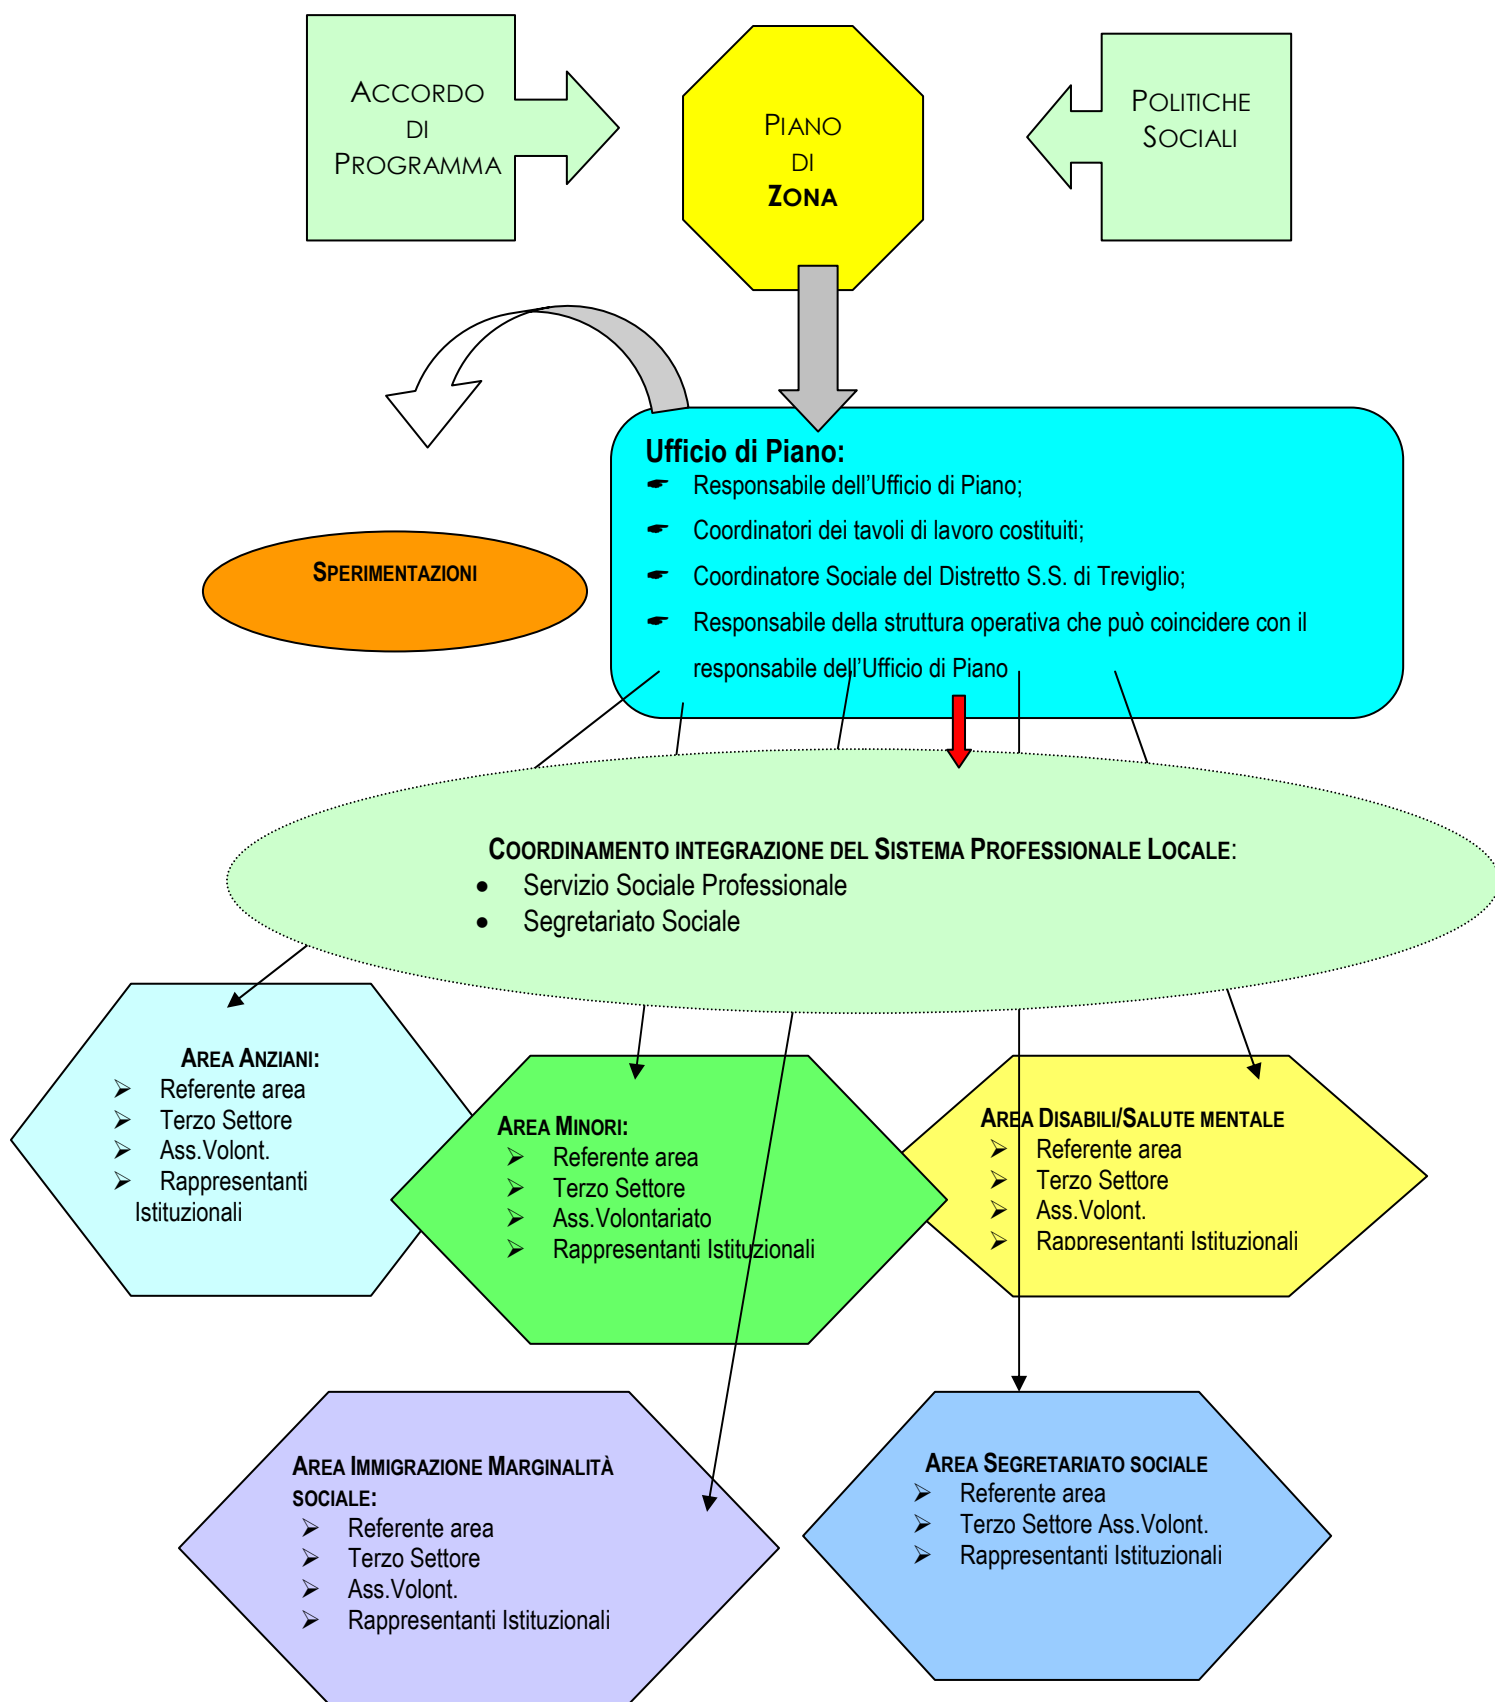 ACCORDO
DI
PROGRAMMA
PIANO
DI
ZONA
POLITICHE
SOCIALI
Ufficio di Piano:
☛ Responsabile dell'Ufficio di Piano;
☛ Coordinatori dei tavoli di lavoro costituiti;
☛ Coordinatore Sociale del Distretto S.S. di Treviglio;
☛ Responsabile della struttura operativa che può coincidere con il
responsabile dell'Ufficio di Piano
SPERIMENTAZIONI
COORDINAMENTO INTEGRAZIONE DEL SISTEMA PROFESSIONALE LOCALE:
• Servizio Sociale Professionale
• Segretariato Sociale
AREA ANZIANI:
➢ Referente area
➢ Terzo Settore
➢ Ass.Volont.
➢ Rappresentanti
Istituzionali
AREA MINORI:
➢ Referente area
➢ Terzo Settore
➢ Ass.Volontariato
➢ Rappresentanti Istituzionali
AREA DISABILI/SALUTE MENTALE
➢ Referente area
➢ Terzo Settore
➢ Ass.Volont.
➢ Rappresentanti Istituzionali
AREA IMMIGRAZIONE MARGINALITÀ
SOCIALE:
➢ Referente area
➢ Terzo Settore
➢ Ass.Volont.
➢ Rappresentanti Istituzionali
AREA SEGRETARIATO SOCIALE
➢ Referente area
➢ Terzo Settore Ass.Volont.
➢ Rappresentanti Istituzionali